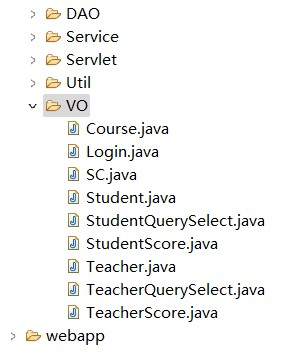 DAO
Service
Servlet
Util
VO
Course.java
Login.java
SC.java
Student.java
StudentQuerySelect.java
StudentScore.java
Teacher.java
TeacherQuerySelect.java
TeacherScore.java
webapp